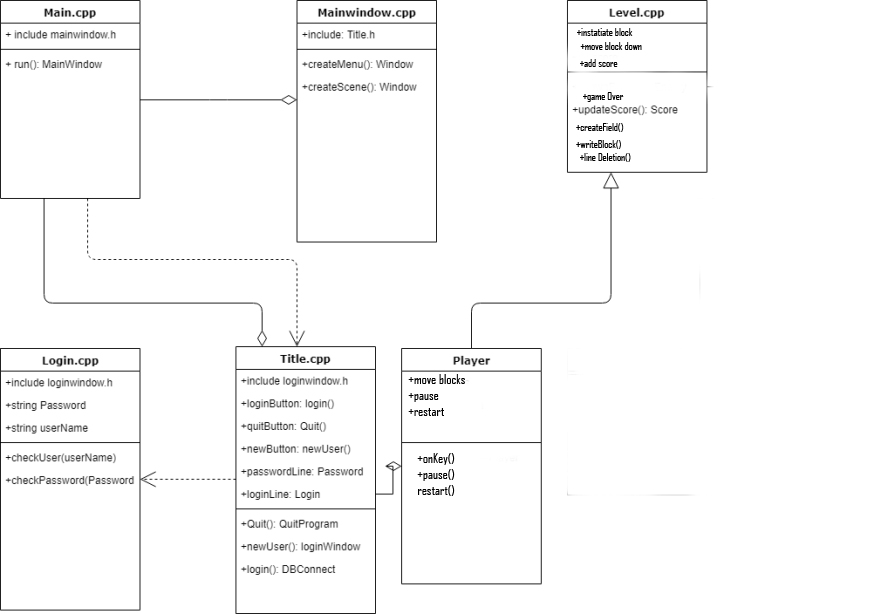 Main.cpp
+ include mainwindow.h
+ run(): MainWindow
Mainwindow.cpp
+include: Title.h
+createMenu(): Window
+createScene(): Window
Level.cpp
+instatiate block
+move block down
+add score
+game Over
+updateScore(): Score
+createField()
+writeBlock()
+line Deletion()
Login.cpp
+include loginwindow.h
+string Password
+string userName
+checkUser(userName)
+checkPassword(Password
Title.cpp
+include loginwindow.h
+loginButton: login()
+quitButton: Quit()
+newButton: newUser()
+passwordLine: Password
+loginLine: Login
+Quit(): QuitProgram
+newUser(): loginWindow
+login(): DBConnect
Player
+move blocks
+pause
+restart
+onKey()
+pause()
restart()